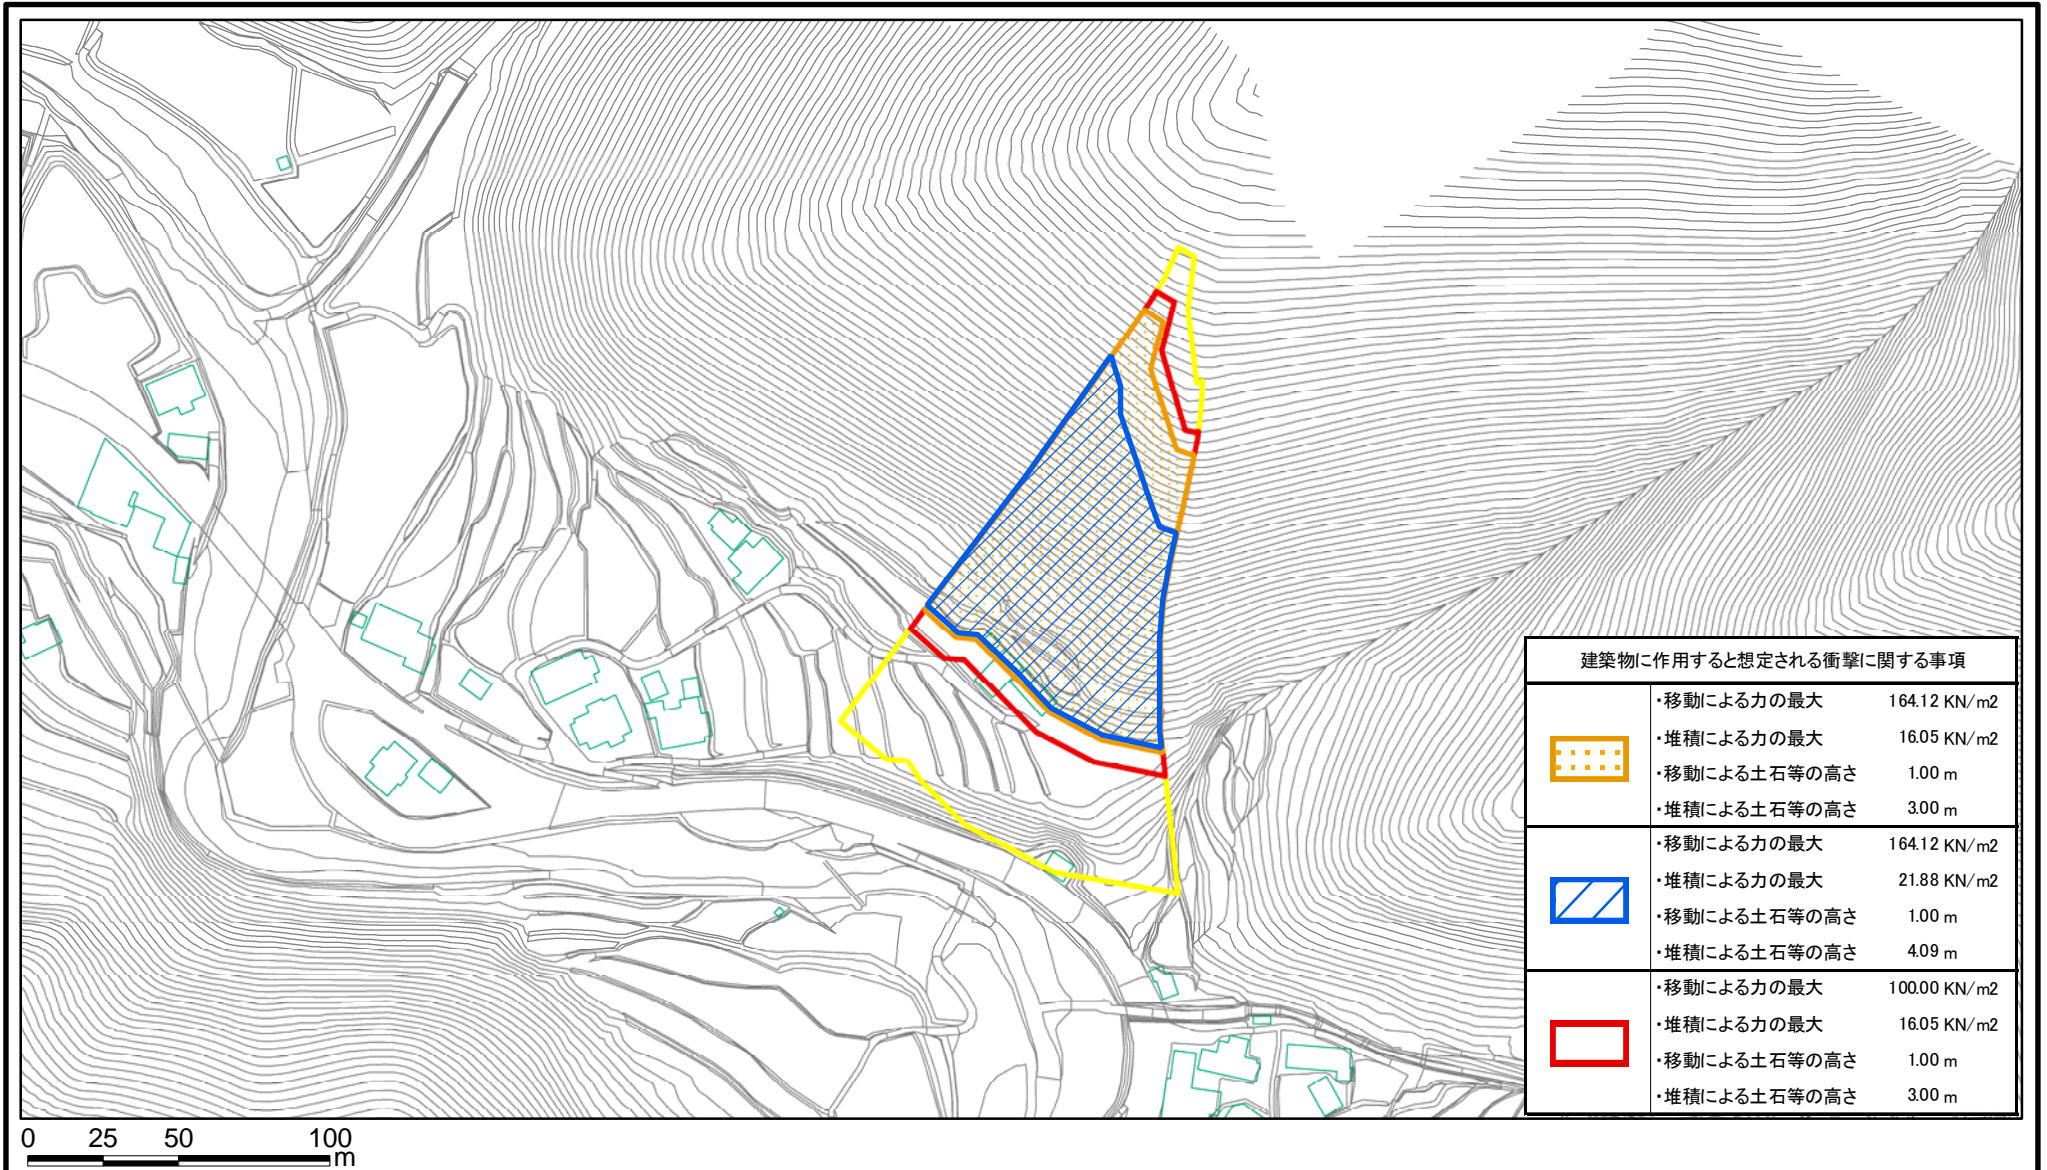 建築物に作用すると想定される衝撃に関する事項
・移動による力の最大 164.12 KN/m2
・堆積による力の最大 16.05 KN/m2
・移動による土石等の高さ 1.00 m
・堆積による土石等の高さ 3.00 m
・移動による力の最大 164.12 KN/m2
・堆積による力の最大 21.88 KN/m2
・移動による土石等の高さ 1.00 m
・堆積による土石等の高さ 4.09 m
・移動による力の最大 100.00 KN/m2
・堆積による力の最大 16.05 KN/m2
・移動による土石等の高さ 1.00 m
・堆積による土石等の高さ 3.00 m
0 25 50 100
m